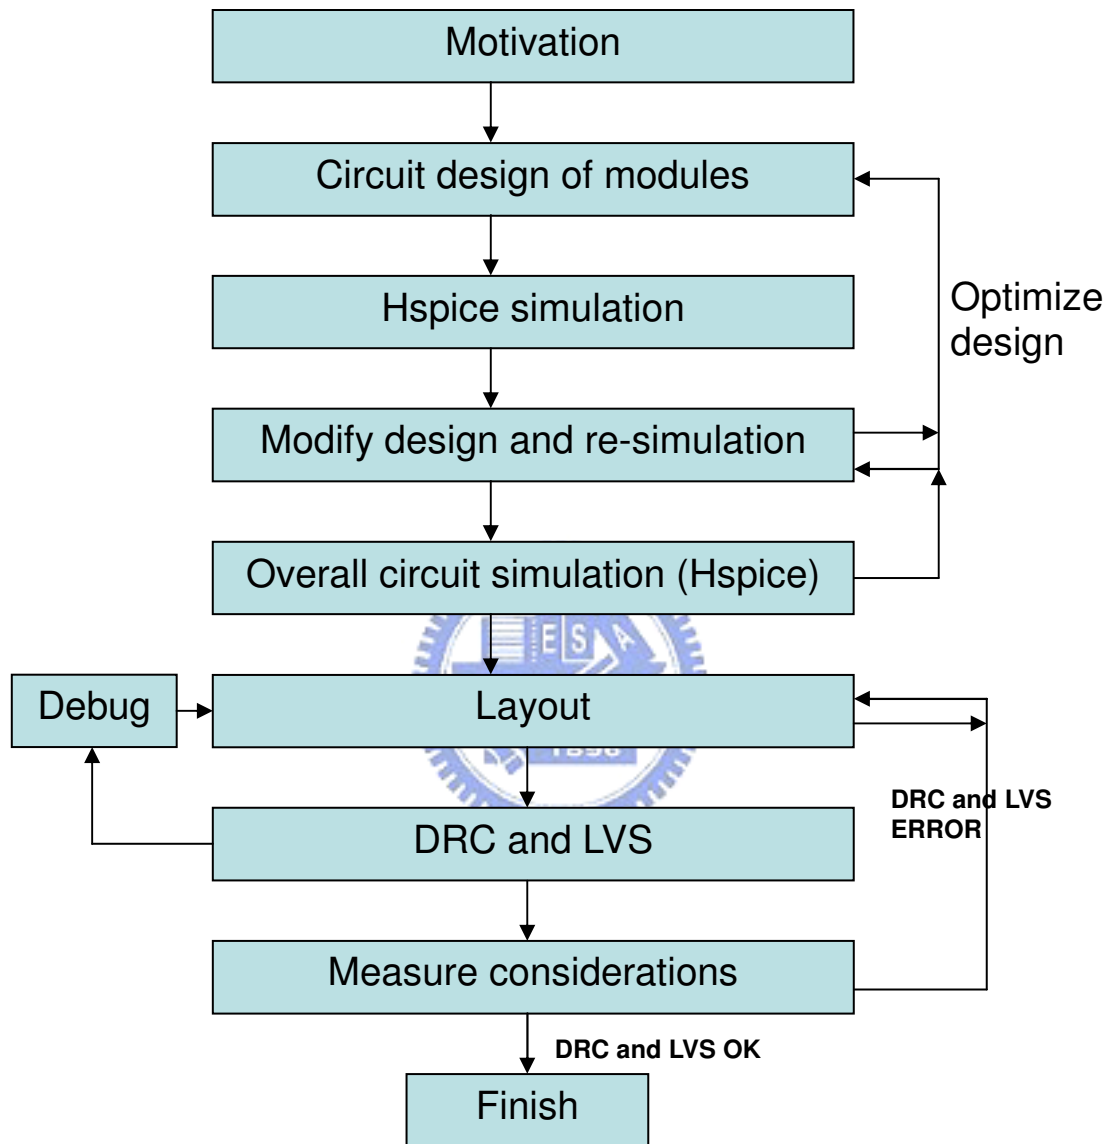 Motivation
Circuit design of modules
Hspice simulation
Optimize
design
Modify design and re-simulation
Overall circuit simulation (Hspice)
E S A
Debug
Layout
1896
DRC and LVS
ERROR
DRC and LVS
Measure considerations
DRC and LVS OK
Finish